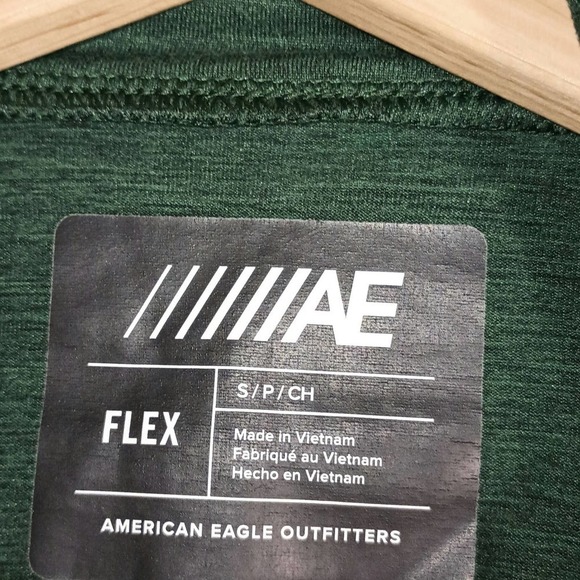 AE
S/P/CH
FLEX
Made in Vietnam
Fabriqué au Vietnam
Hecho en Vietnam
AMERICAN EAGLE OUTFITTERS